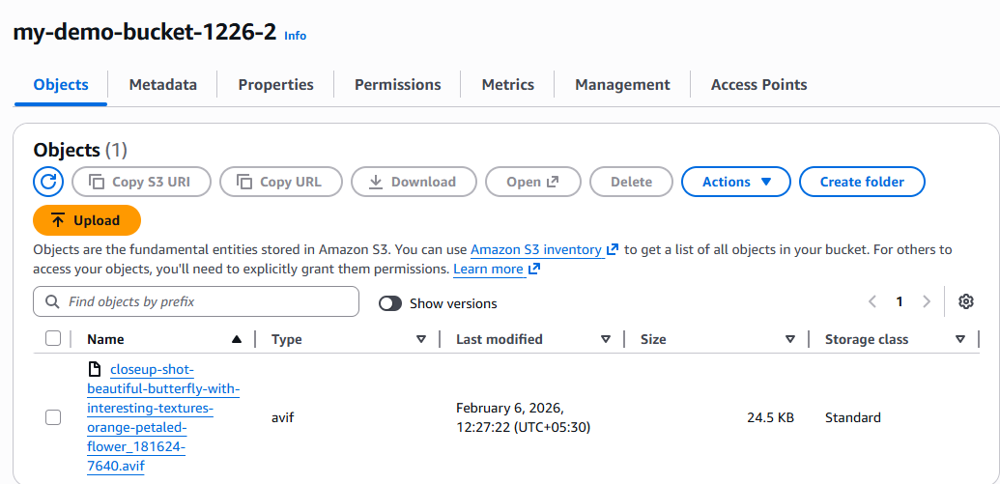 my-demo-bucket-1226-2 Info
Objects Metadata Properties Permissions Metrics Management Access Points
Objects (1)
Copy S3 URI Copy URL Download Open Delete Actions Create folder
Upload
Objects are the fundamental entities stored in Amazon S3. You can use Amazon S3 inventory to get a list of all objects in your bucket. For others to
access your objects, you'll need to explicitly grant them permissions. Learn more
Find objects by prefix Show versions 1
Name Type Last modified Size Storage class
closeup-shot-
beautiful-butterfly-with-
interesting-textures-
orange-petaled-
flower_181624-
7640.avif
avif
February 6, 2026,
12:27:22 (UTC+05:30)
24.5 KB
Standard